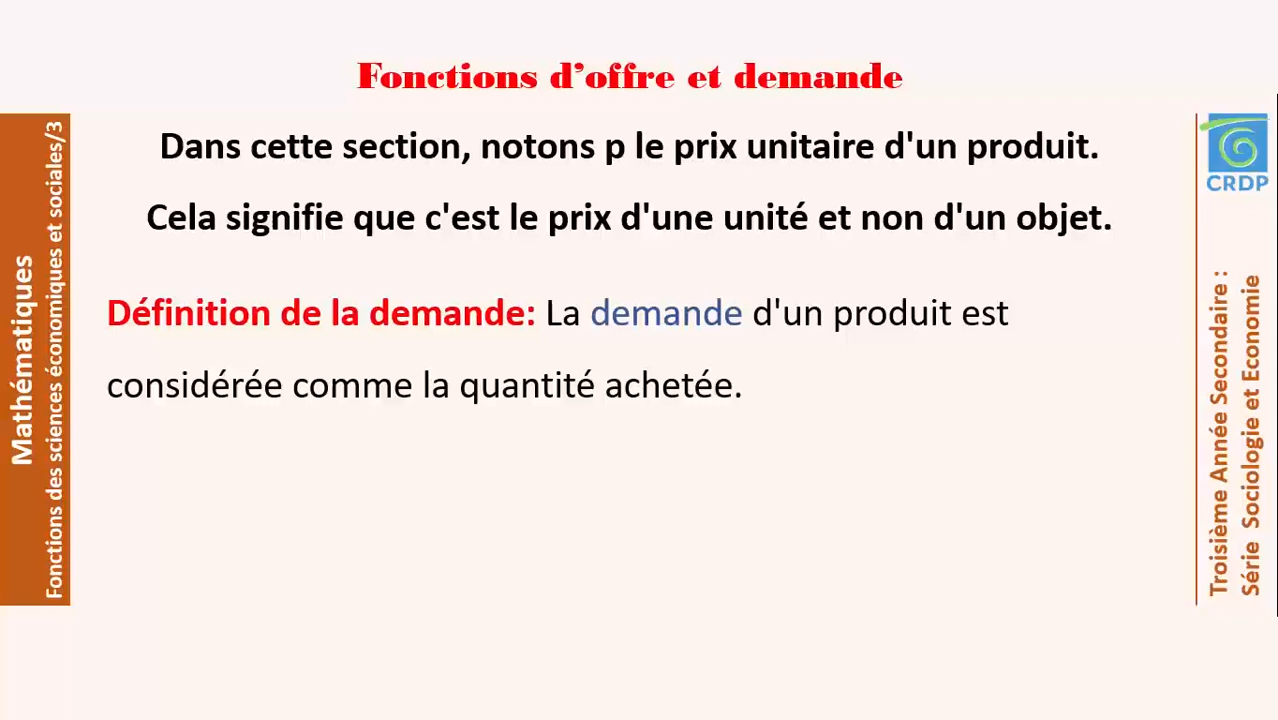 Fonctions d'offre et demande
Dans cette section, notons p le prix unitaire d'un produit.
Cela signifie que c'est le prix d'une unité et non d'un objet.
Définition de la demande: La demande d'un produit est
considérée comme la quantité achetée.
Mathématiques
Fonctions des sciences économiques et sociales/3
CRDP
Troisième Année Secondaire :
Série Sociologie et Economie